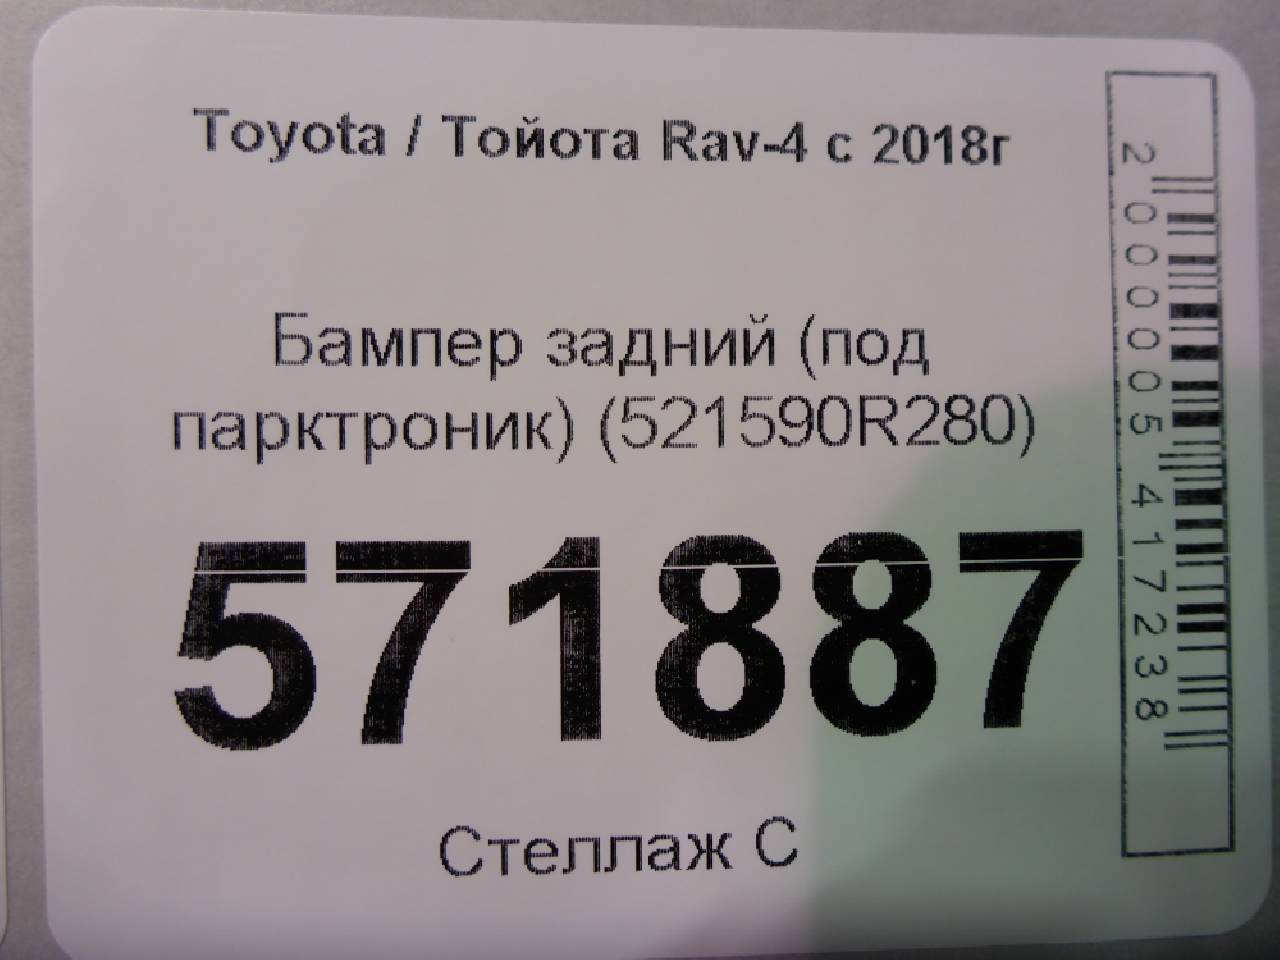 Toyota / Тойота Rav-4 с 2018г
Бампер задний (под
парктроник) (521590R280)
571887
Стеллаж С
2000005417238